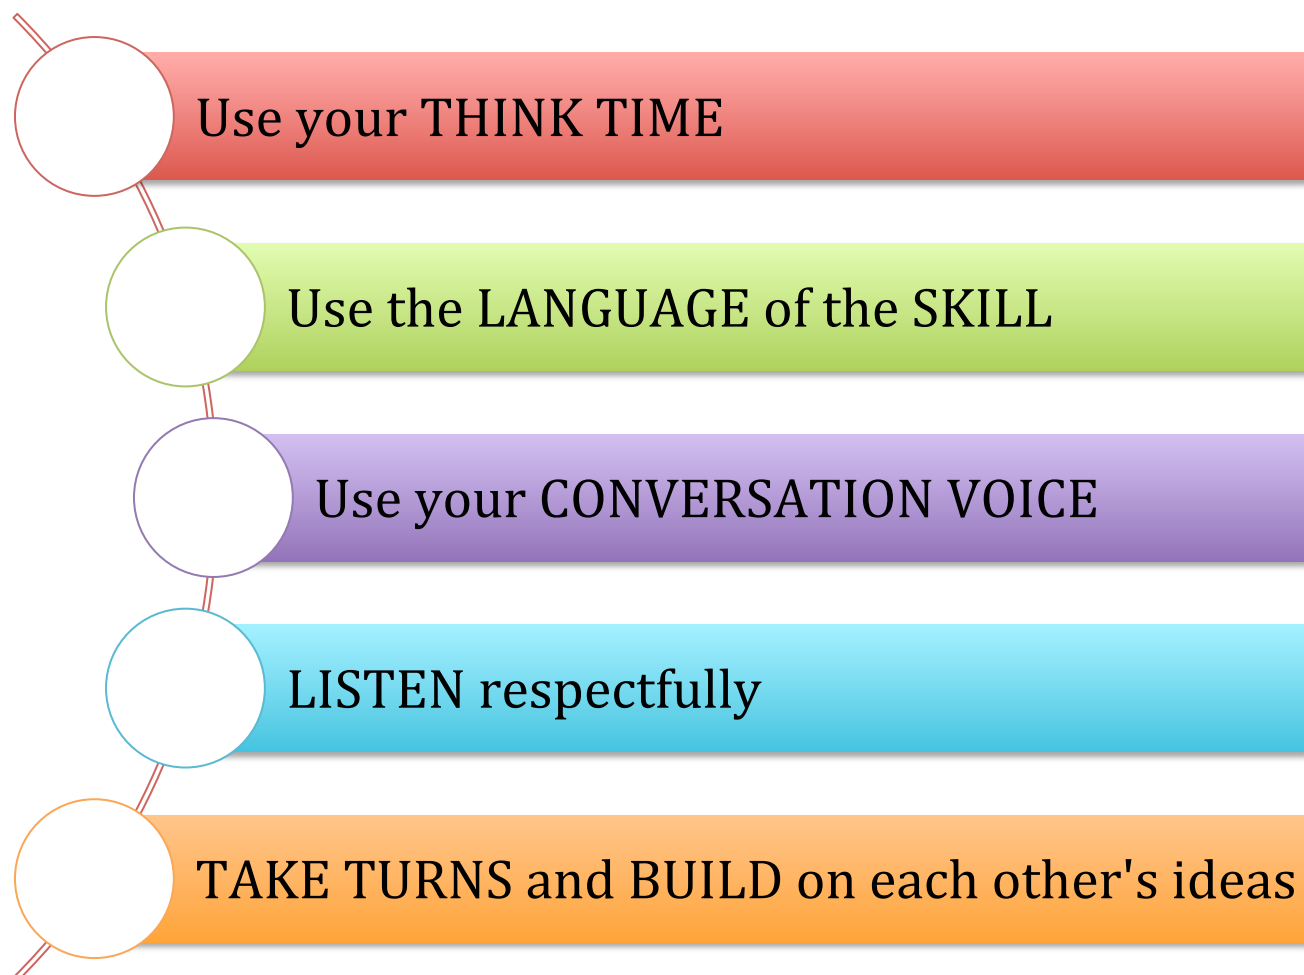 Use your THINK TIME
Use the LANGUAGE of the SKILL
Use your CONVERSATION VOICE
LISTEN respectfully
TAKE TURNS and BUILD on each other's ideas